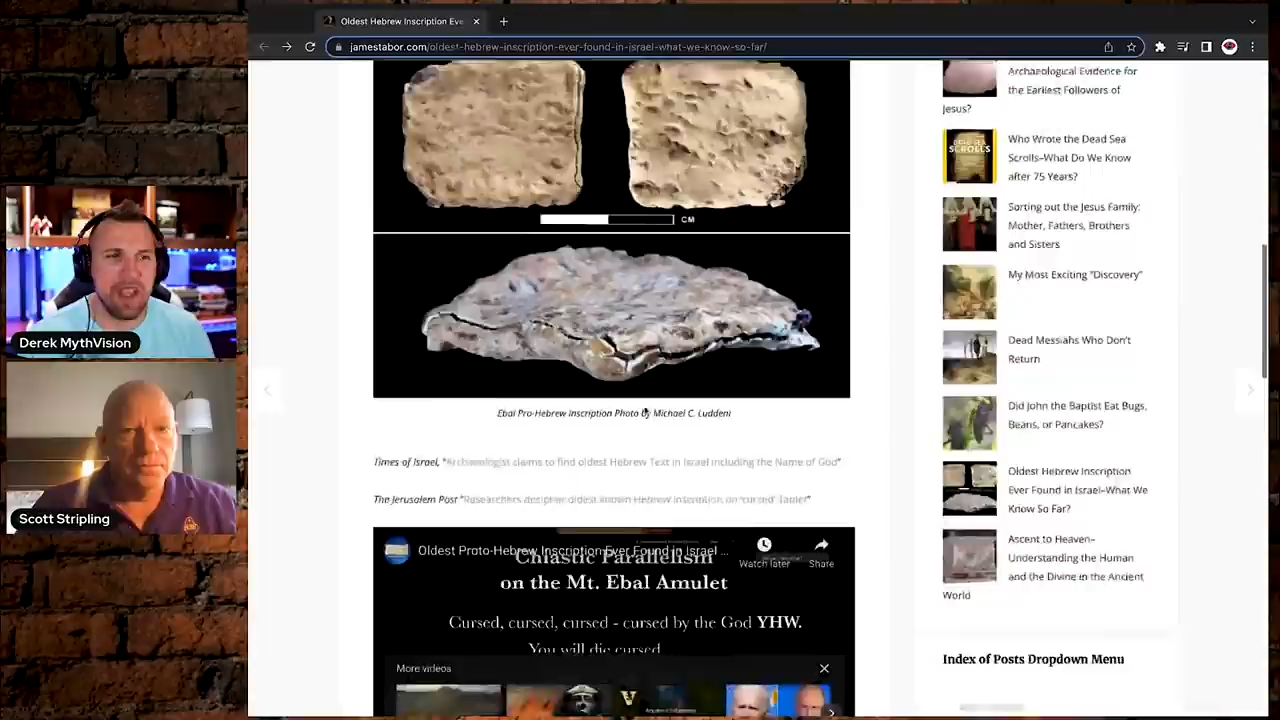 Oldest Hebrew Inscription Eve
jamestabor.com/oldest-hebrew-inscription-ever-found-in-israel-what-we-know-so-far/
CM
Ebal Pro-Hebrew Inscription Photo by Michael C. Luddeni
Times of Israel, "Archaeologist claims to find oldest Hebrew Text in Israel including the Name of God"
The Jerusalem Post "Researchers decipher oldest known Hebrew inscription on 'cursed' tablet"
Oldest Proto-Hebrew Inscription Ever Found in Israel ...
Watch later
Share
Chiastic Parallelism
on the Mt. Ebal Amulet
Cursed, cursed, cursed - cursed by the God YHW.
You will die cursed
More videos
Archaeological Evidence for
the Earliest Followers of
Jesus?
DEAD SEA
SCROLLS
Who Wrote the Dead Sea
Scrolls–What Do We Know
after 75 Years?
Sorting out the Jesus Family:
Mother, Fathers, Brothers
and Sisters
My Most Exciting "Discovery"
Dead Messiahs Who Don't
Return
Did John the Baptist Eat Bugs,
Beans, or Pancakes?
Oldest Hebrew Inscription
Ever Found in Israel–What We
Know So Far?
Ascent to Heaven–
Understanding the Human
and the Divine in the Ancient
World
Index of Posts Dropdown Menu
Derek MythVision
Scott Stripling